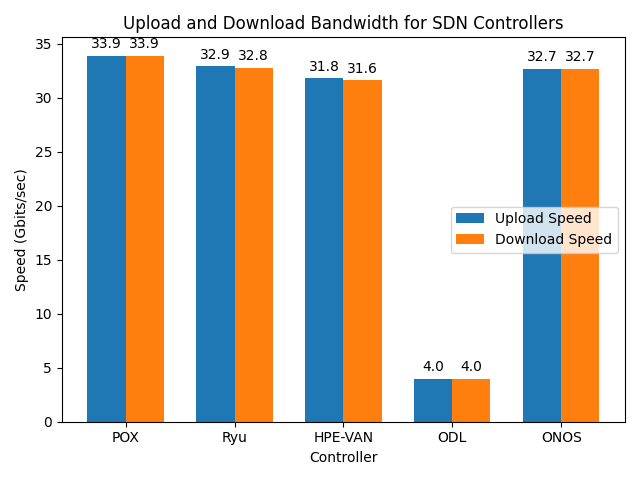 Upload and Download Bandwidth for SDN Controllers
35
30
25
20
15
10
5
0
Speed (Gbits/sec)
33.9 33.9
32.9 32.8
31.8 31.6
4.0 4.0
32.7 32.7
Upload Speed
Download Speed
POX Ryu HPE-VAN ODL ONOS
Controller